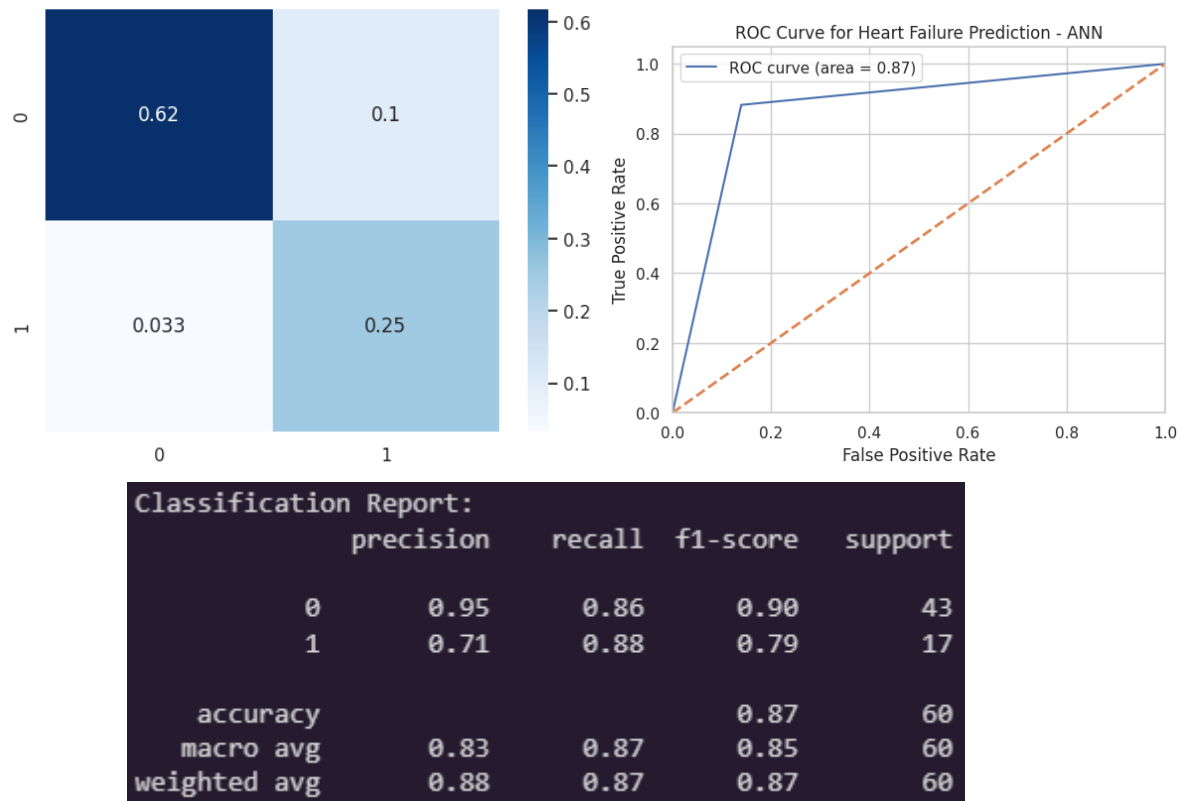 0.62 0.1
0.033 0.25
0
1
0 1
0.6
0.5
0.4
0.3
0.2
0.1
ROC Curve for Heart Failure Prediction - ANN
ROC curve (area = 0.87)
True Positive Rate
1.0
0.8
0.6
0.4
0.2
0.0
0.0 0.2 0.4 0.6 0.8 1.0
False Positive Rate
Classification Report:
precision recall f1-score support
0 0.95 0.86 0.90 43
1 0.71 0.88 0.79 17
accuracy 0.87 60
macro avg 0.83 0.87 0.85 60
weighted avg 0.88 0.87 0.87 60